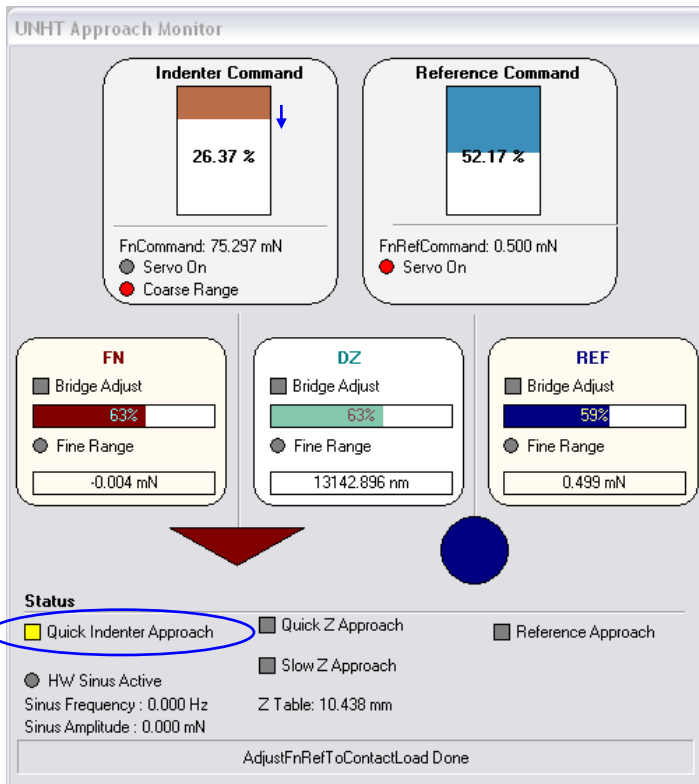 UNHT Approach Monitor
Indenter Command
26.37 %
FnCommand: 75.297 mN
Servo On
Coarse Range
Reference Command
52.17 %
FnRefCommand: 0.500 mN
Servo On
FN
Bridge Adjust
63%
Fine Range
-0.004 mN
DZ
Bridge Adjust
63%
Fine Range
13142.896 nm
REF
Bridge Adjust
59%
Fine Range
0.499 mN
Status
Quick Indenter Approach
Quick Z Approach
Reference Approach
Slow Z Approach
HW Sinus Active
Sinus Frequency : 0.000 Hz
Z Table: 10.438 mm
Sinus Amplitude : 0.000 mN
AdjustFnRefToContactLoad Done